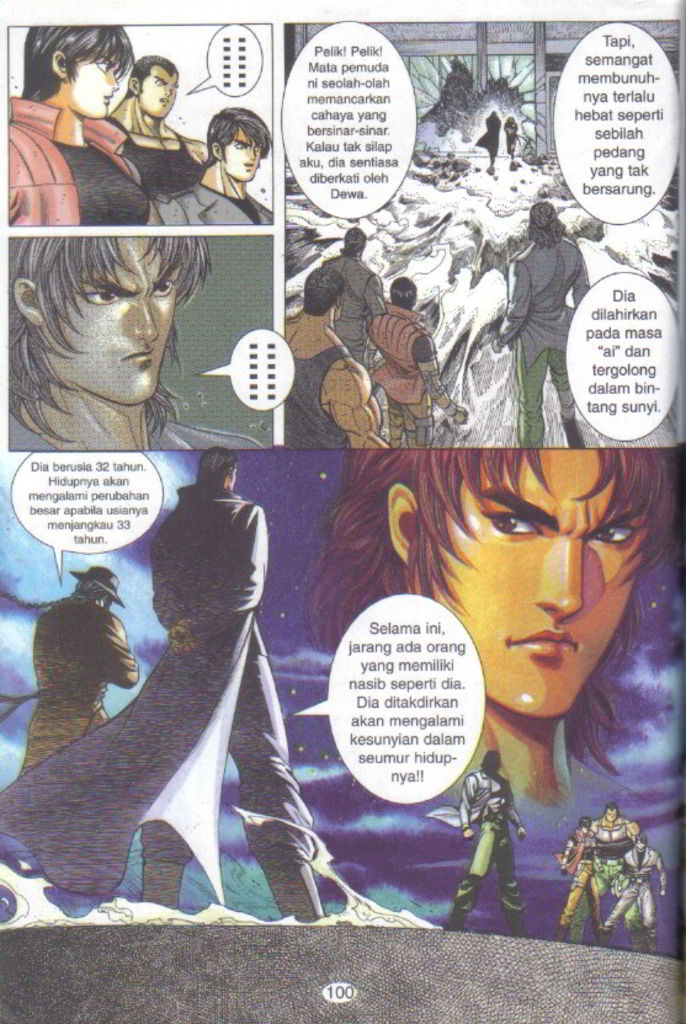 Pelik! Pelik!
Mata pemuda
ni seolah-olah
memancarkan
cahaya yang
bersinar-sinar.
Kalau tak silap
aku, dia sentiasa
diberkati oleh
Dewa.
Tapi,
semangat
membunuh-
nya terlalu
hebat seperti
sebilah
pedang
yang tak
bersarung.
Dia
dilahirkan
pada masa
"ai" dan
tergolong
dalam bin-
tang sunyi.
Dia berusia 32 tahun.
Hidupnya akan
mengalami perubahan
besar apabila usianya
menjangkau 33
tahun.
Selama ini,
jarang ada orang
yang memiliki
nasib seperti dia.
Dia ditakdirkan
akan mengalami
kesunyian dalam
seumur hidup-
nya!!
100